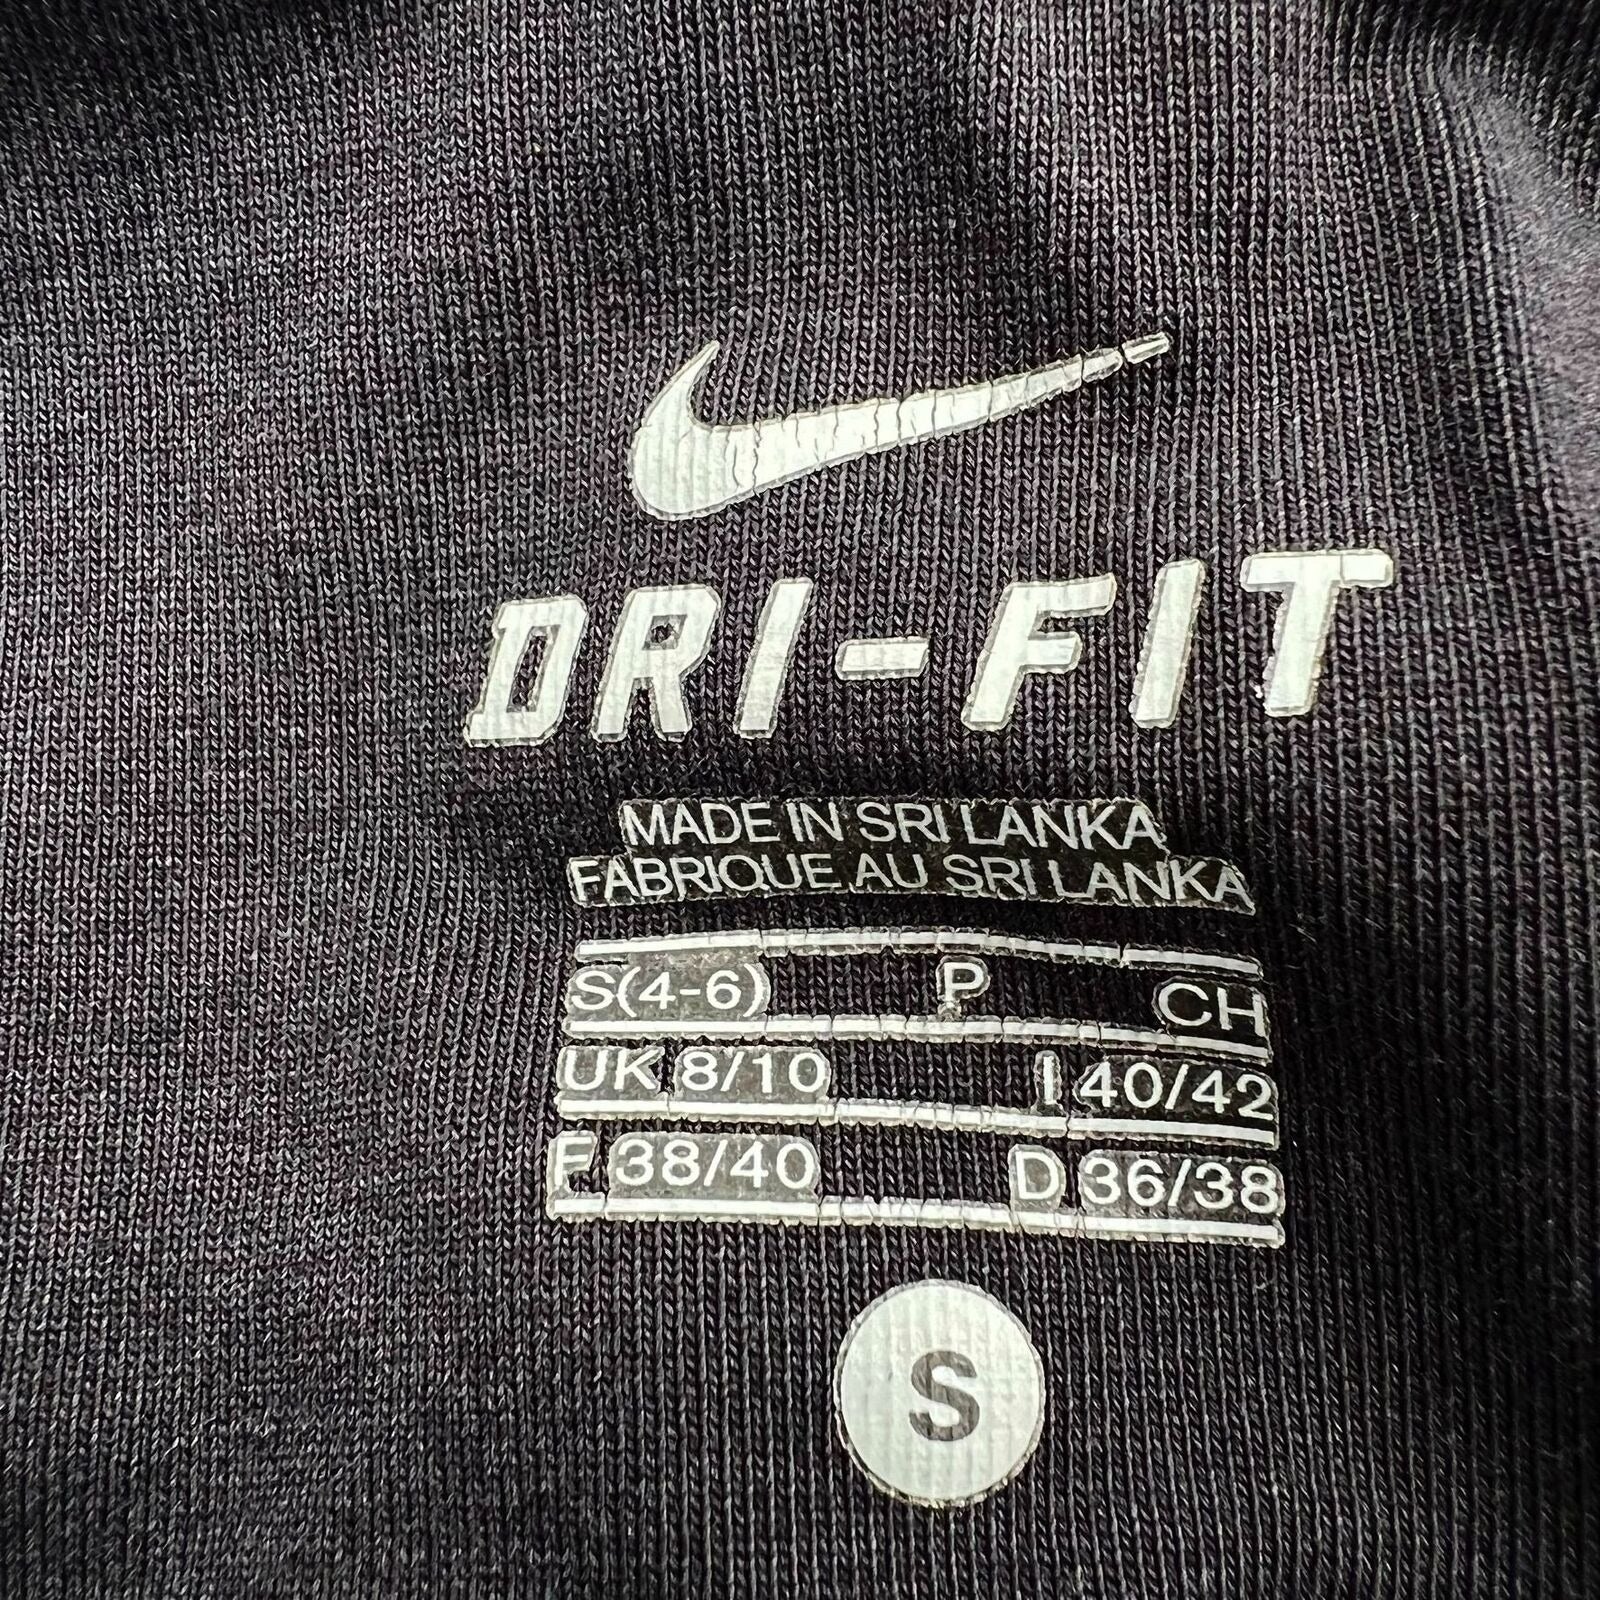 DRI-FIT
MADE IN SRI LANKA
FABRIQUE AU SRI LANKA
S(4-6) P CH
UK 8/10 I 40/42
F 38/40 D 36/38
S